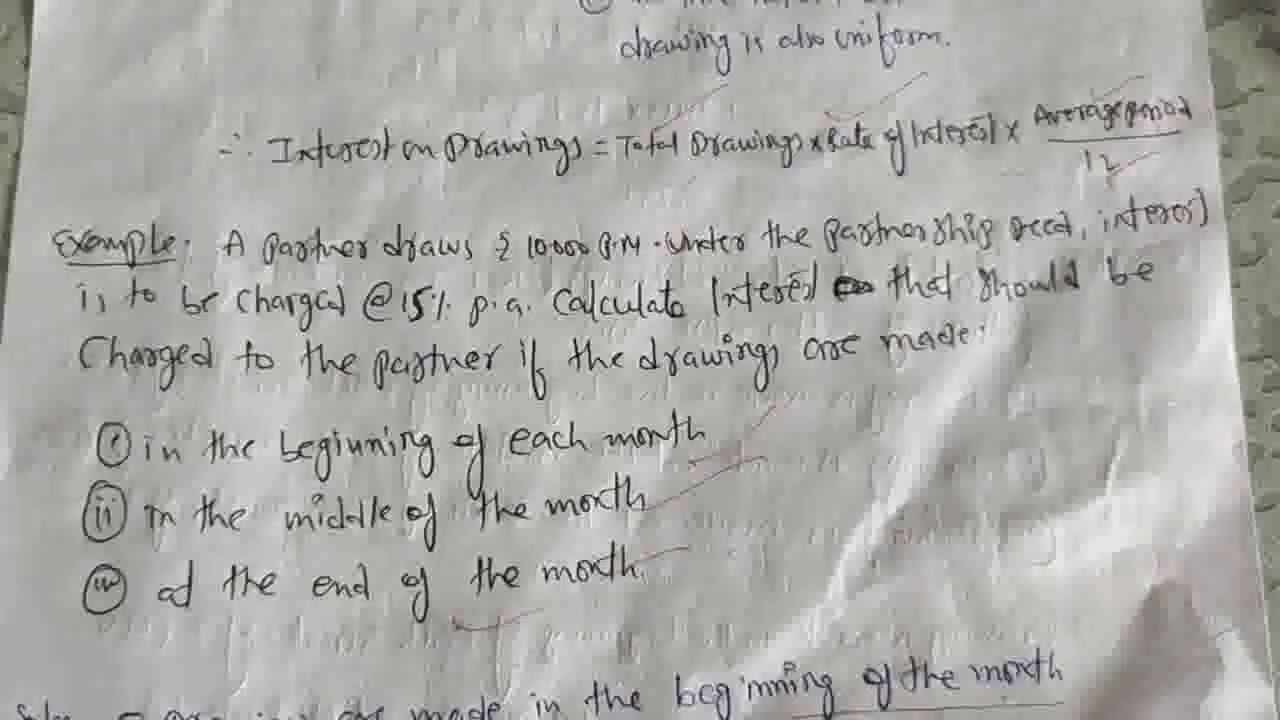 drawing is also uniform.
∴ Interest on Drawings = Total Drawings x Rate of Interest x Average period / 12
Example: A partner draws ₹ 10000 P.M. Under the partnership deed, interest
is to be charged @ 15% p.a. Calculate Interest that should be
Charged to the partner if the drawings are made:
(i) in the beginning of each month
(ii) in the middle of the month
(iii) at the end of the month.
made in the beginning of the month